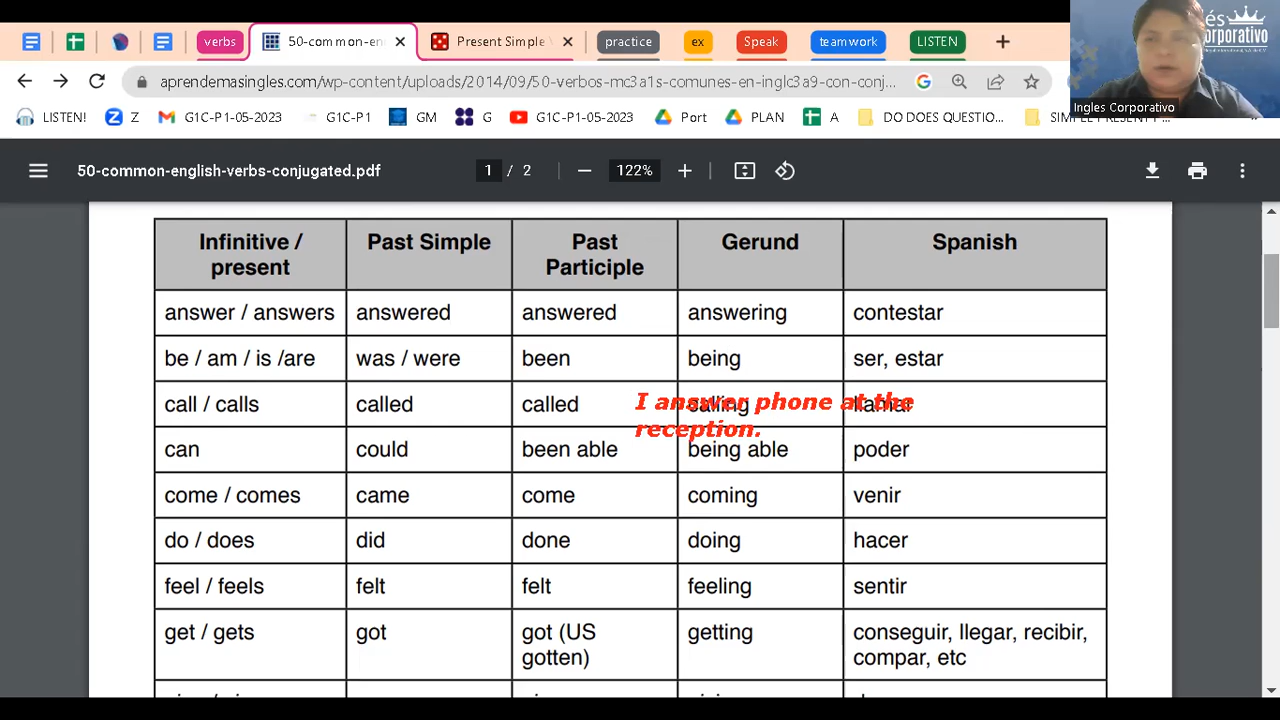 verbs
50-common-en
Present Simple
practice
ex
Speak
teamwork
LISTEN
és
Corporativo
aprendemasingles.com/wp-content/uploads/2014/09/50-verbos-mc3a1s-comunes-en-inglc3a9-con-conj...
Ingles Corporativo
LISTEN!
Z
G1C-P1-05-2023
G1C-P1
GM
G
G1C-P1-05-2023
Port
PLAN
A
DO DOES QUESTIO...
50-common-english-verbs-conjugated.pdf
1 / 2
122%
Infinitive / present
Past Simple
Past Participle
Gerund
Spanish
answer / answers
answered
answered
answering
contestar
be / am / is /are
was / were
been
being
ser, estar
call / calls
called
called
calling
llamar
I answer phone at the
reception.
can
could
been able
being able
poder
come / comes
came
come
coming
venir
do / does
did
done
doing
hacer
feel / feels
felt
felt
feeling
sentir
get / gets
got
got (US gotten)
getting
conseguir, llegar, recibir, compar, etc